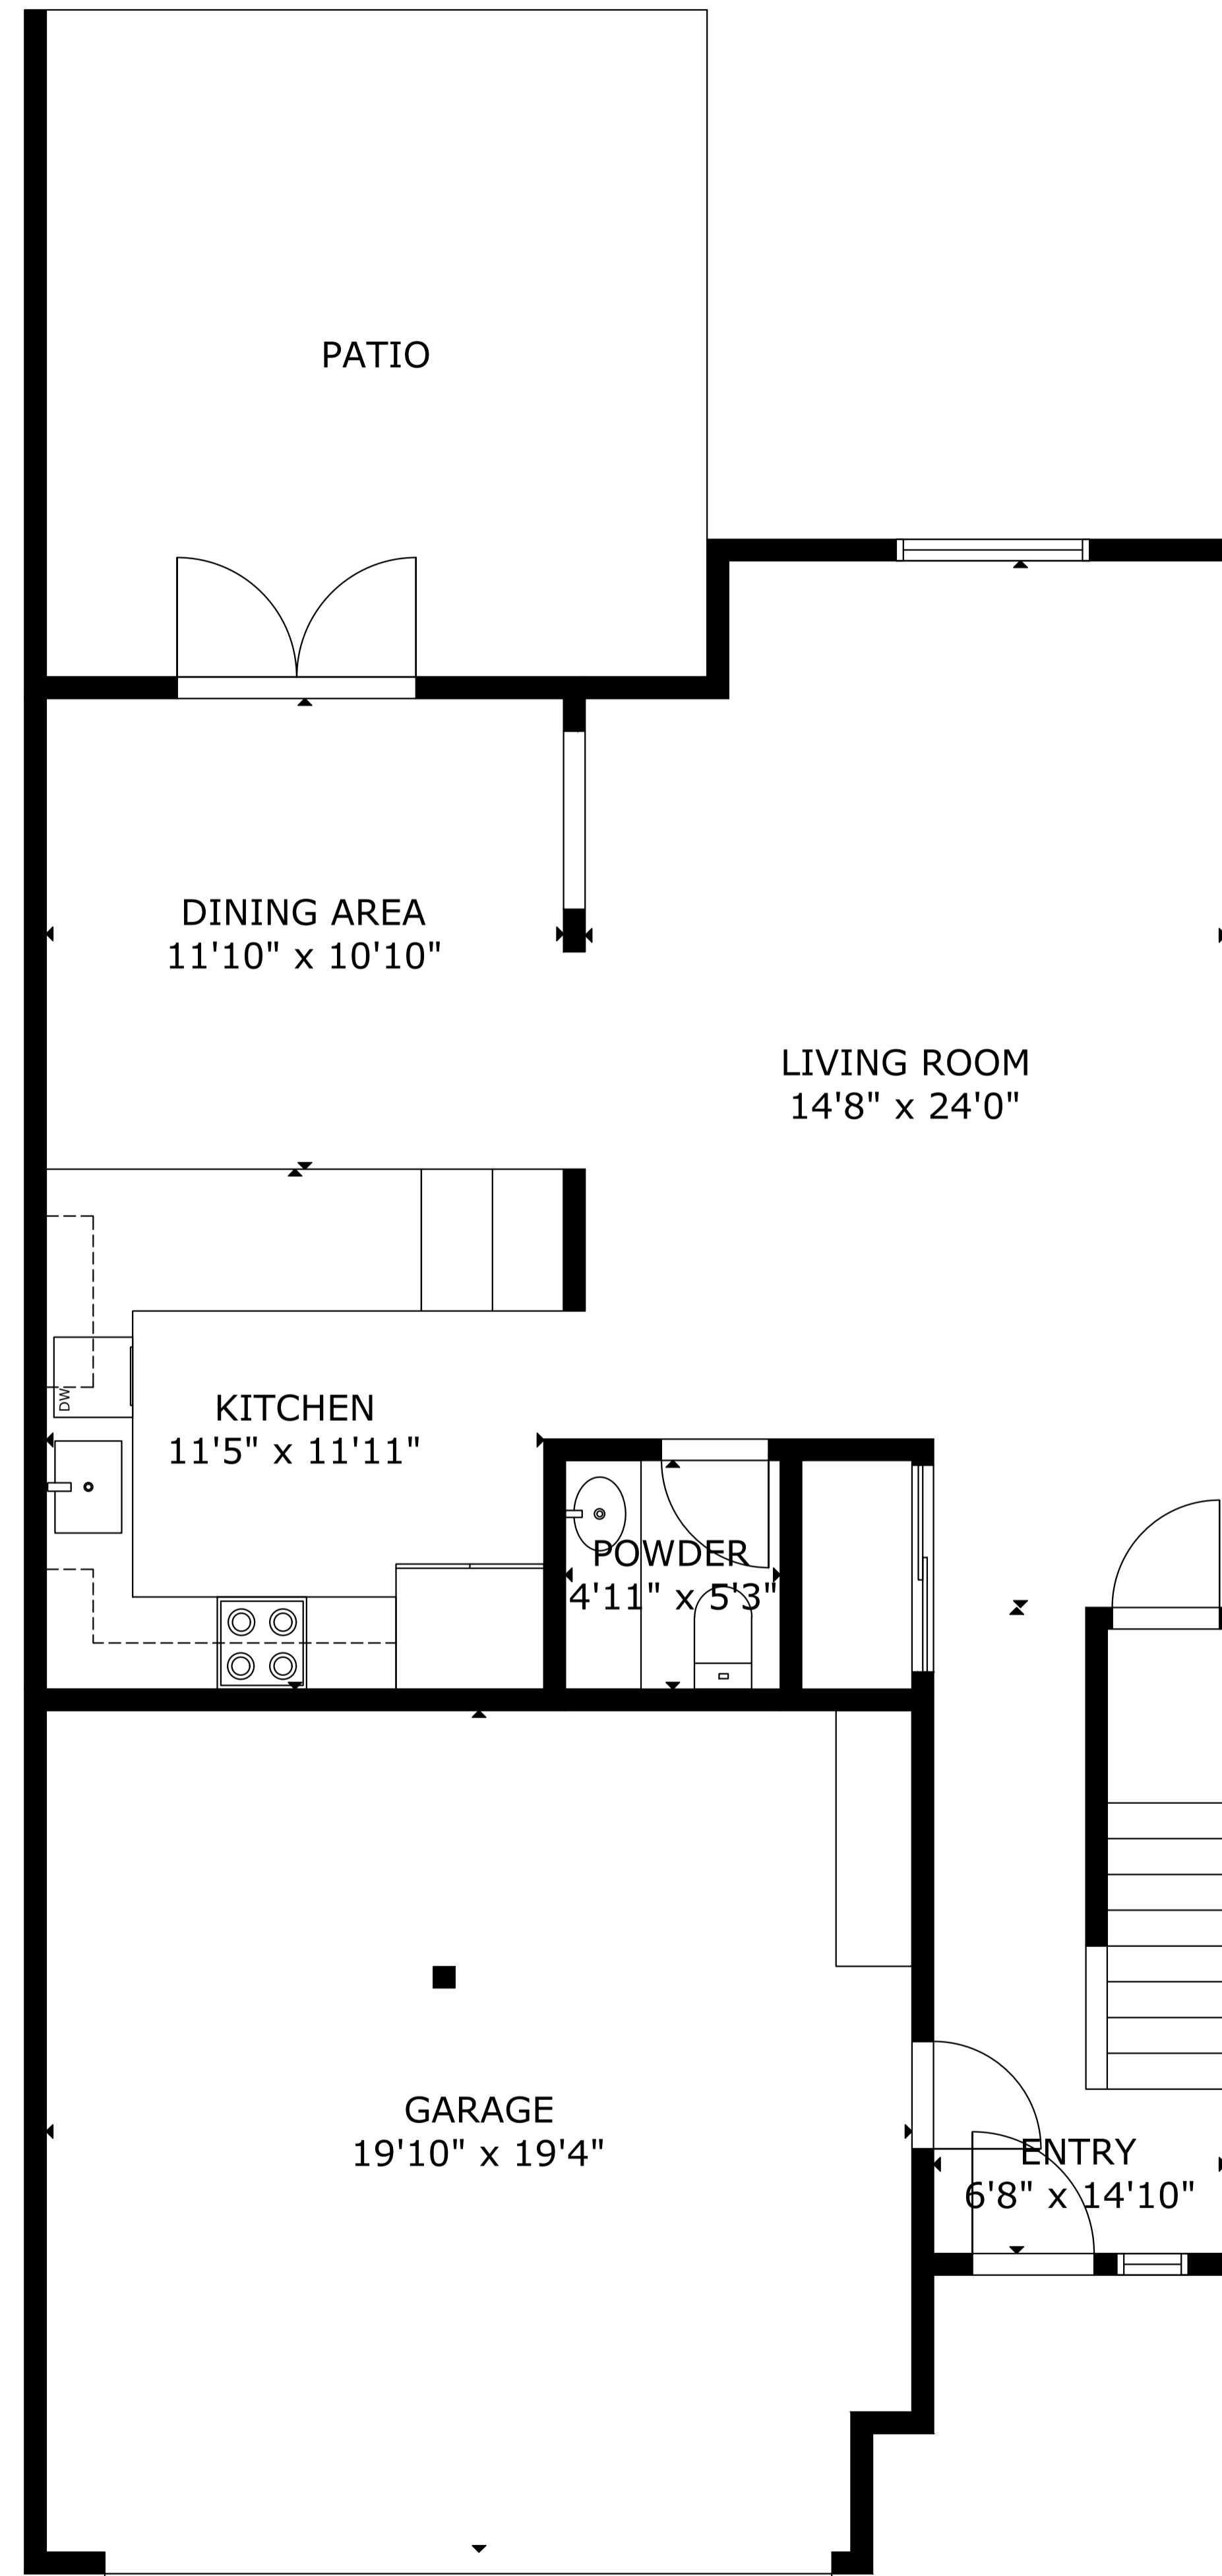 PATIO
DINING AREA
11'10" x 10'10"
LIVING ROOM
14'8" x 24'0"
DW
KITCHEN
11'5" x 11'11"
POWDER
4'11" x 5'3"
GARAGE
19'10" x 19'4"
ENTRY
6'8" x 14'10"